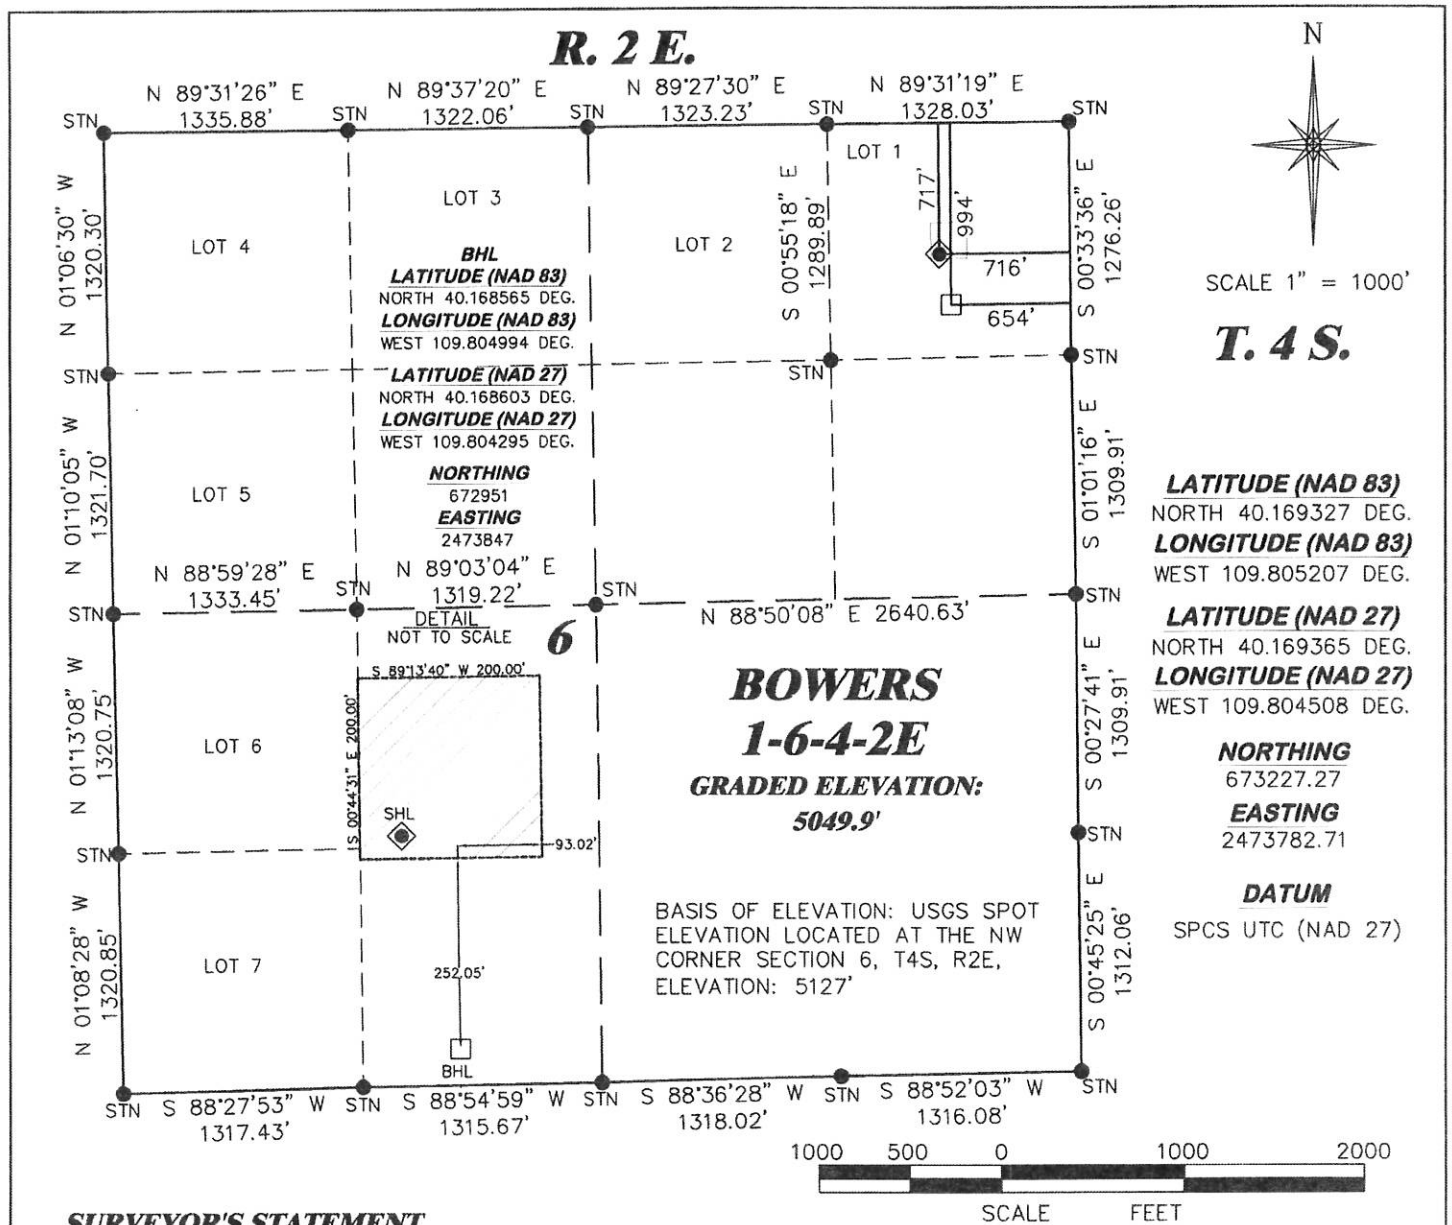 R. 2 E.
N 89°31'26" E
1335.88'
N 89°37'20" E
1322.06'
N 89°27'30" E
1323.23'
N 89°31'19" E
1328.03'
N
STN
STN
STN
STN
N 01°06'30" W
1320.30'
LOT 4
LOT 3
LOT 2
LOT 1
S 00°55'18" E
1289.89'
717'
994'
716'
654'
S 00°33'36" E
1276.26'
SCALE 1" = 1000'
T. 4 S.
BHL
LATITUDE (NAD 83)
NORTH 40.168565 DEG.
LONGITUDE (NAD 83)
WEST 109.804994 DEG.
LATITUDE (NAD 27)
NORTH 40.168603 DEG.
LONGITUDE (NAD 27)
WEST 109.804295 DEG.
NORTHING
672951
EASTING
2473847
STN
STN
STN
N 01°10'05" W
1321.70'
LOT 5
S 01°01'16" E
1309.91'
LATITUDE (NAD 83)
NORTH 40.169327 DEG.
LONGITUDE (NAD 83)
WEST 109.805207 DEG.
LATITUDE (NAD 27)
NORTH 40.169365 DEG.
LONGITUDE (NAD 27)
WEST 109.804508 DEG.
NORTHING
673227.27
EASTING
2473782.71
DATUM
SPCS UTC (NAD 27)
N 88°59'28" E
1333.45'
N 89°03'04" E
1319.22'
STN
STN
STN
STN
N 88°50'08" E 2640.63'
DETAIL
NOT TO SCALE
6
S 89°13'40" W 200.00'
S 00°44'31" E 200.00'
N 01°13'08" W
1320.75'
LOT 6
SHL
93.02'
BOWERS
1-6-4-2E
GRADED ELEVATION:
5049.9'
S 00°27'41" E
1309.91'
STN
STN
BASIS OF ELEVATION: USGS SPOT
ELEVATION LOCATED AT THE NW
CORNER SECTION 6, T4S, R2E,
ELEVATION: 5127'
N 01°08'28" W
1320.85'
LOT 7
252.05'
BHL
S 00°45'25" E
1312.06'
STN
S 88°27'53" W
1317.43'
STN
S 88°54'59" W
1315.67'
STN
S 88°36'28" W
1318.02'
STN
S 88°52'03" W
1316.08'
STN
1000 500 0 1000 2000
SCALE FEET
SURVEYOR'S STATEMENT